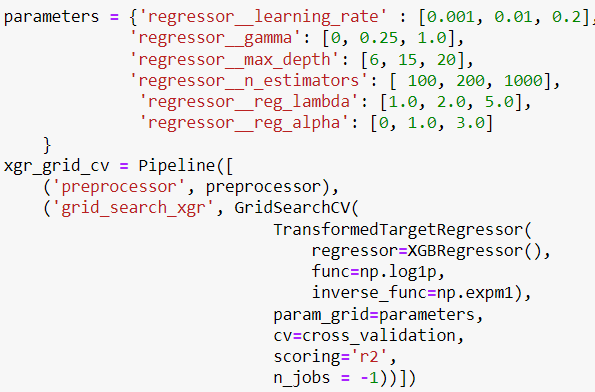 parameters = {'regressor__learning_rate' : [0.001, 0.01, 0.2],
'regressor__gamma': [0, 0.25, 1.0],
'regressor__max_depth': [6, 15, 20],
'regressor__n_estimators': [ 100, 200, 1000],
'regressor__reg_lambda': [1.0, 2.0, 5.0],
'regressor__reg_alpha': [0, 1.0, 3.0]
}
xgr_grid_cv = Pipeline([
('preprocessor', preprocessor),
('grid_search_xgr', GridSearchCV(
TransformedTargetRegressor(
regressor=XGBRegressor(),
func=np.log1p,
inverse_func=np.expm1),
param_grid=parameters,
cv=cross_validation,
scoring='r2',
n_jobs = -1))])